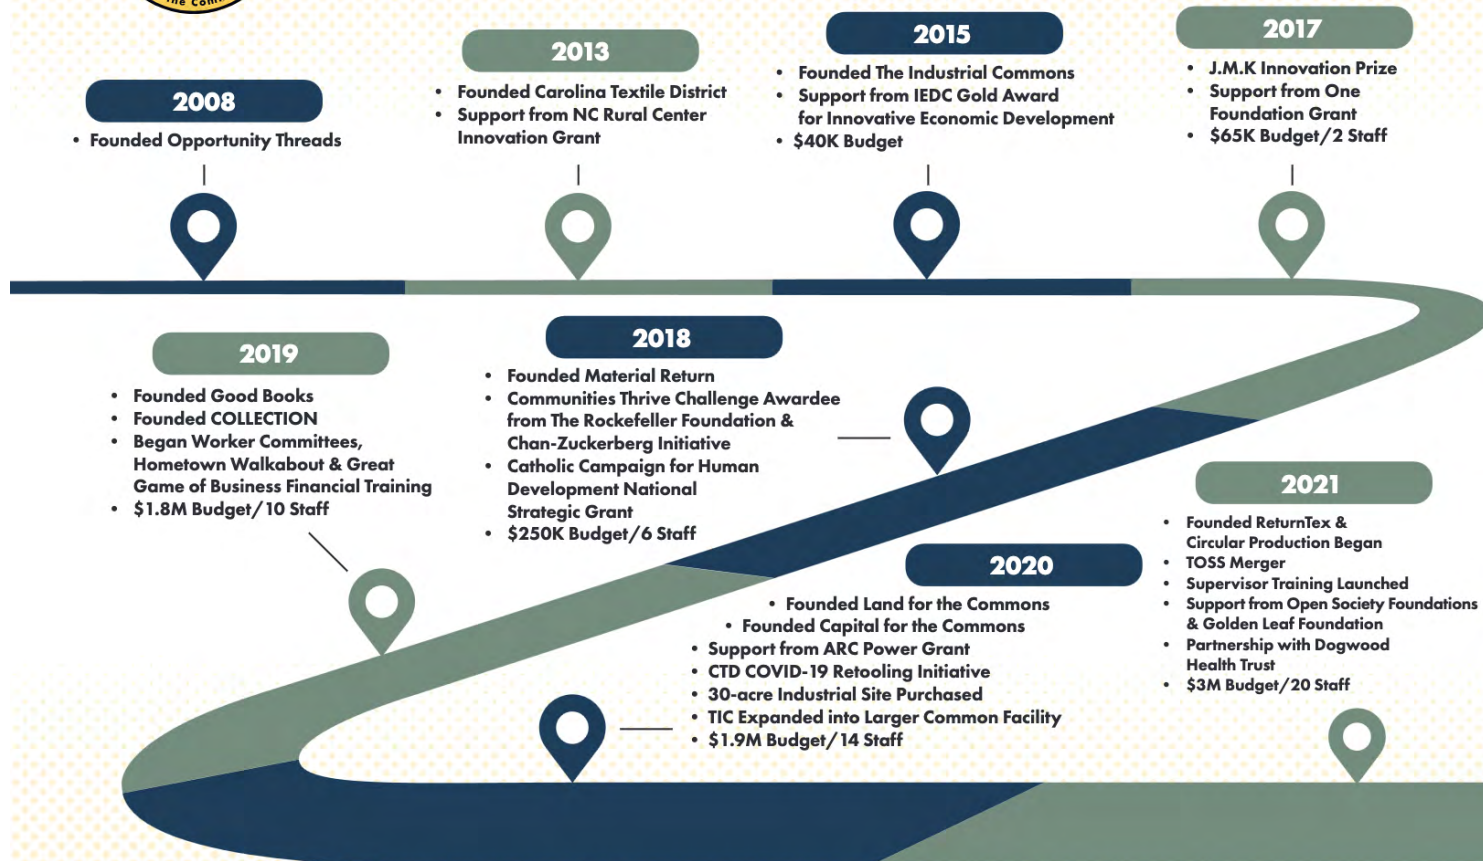 The Comm
2008
• Founded Opportunity Threads
2013
• Founded Carolina Textile District
• Support from NC Rural Center
Innovation Grant
2015
• Founded The Industrial Commons
• Support from IEDC Gold Award
for Innovative Economic Development
• $40K Budget
2017
• J.M.K Innovation Prize
• Support from One
Foundation Grant
• $65K Budget/2 Staff
2018
• Founded Material Return
• Communities Thrive Challenge Awardee
from The Rockefeller Foundation &
Chan-Zuckerberg Initiative
• Catholic Campaign for Human
Development National
Strategic Grant
• $250K Budget/6 Staff
2019
• Founded Good Books
• Founded COLLECTION
• Began Worker Committees,
Hometown Walkabout & Great
Game of Business Financial Training
• $1.8M Budget/10 Staff
2020
• Founded Land for the Commons
• Founded Capital for the Commons
• Support from ARC Power Grant
• CTD COVID-19 Retooling Initiative
• 30-acre Industrial Site Purchased
• TIC Expanded into Larger Common Facility
• $1.9M Budget/14 Staff
2021
• Founded ReturnTex &
Circular Production Began
• TOSS Merger
• Supervisor Training Launched
• Support from Open Society Foundations
& Golden Leaf Foundation
• Partnership with Dogwood
Health Trust
• $3M Budget/20 Staff